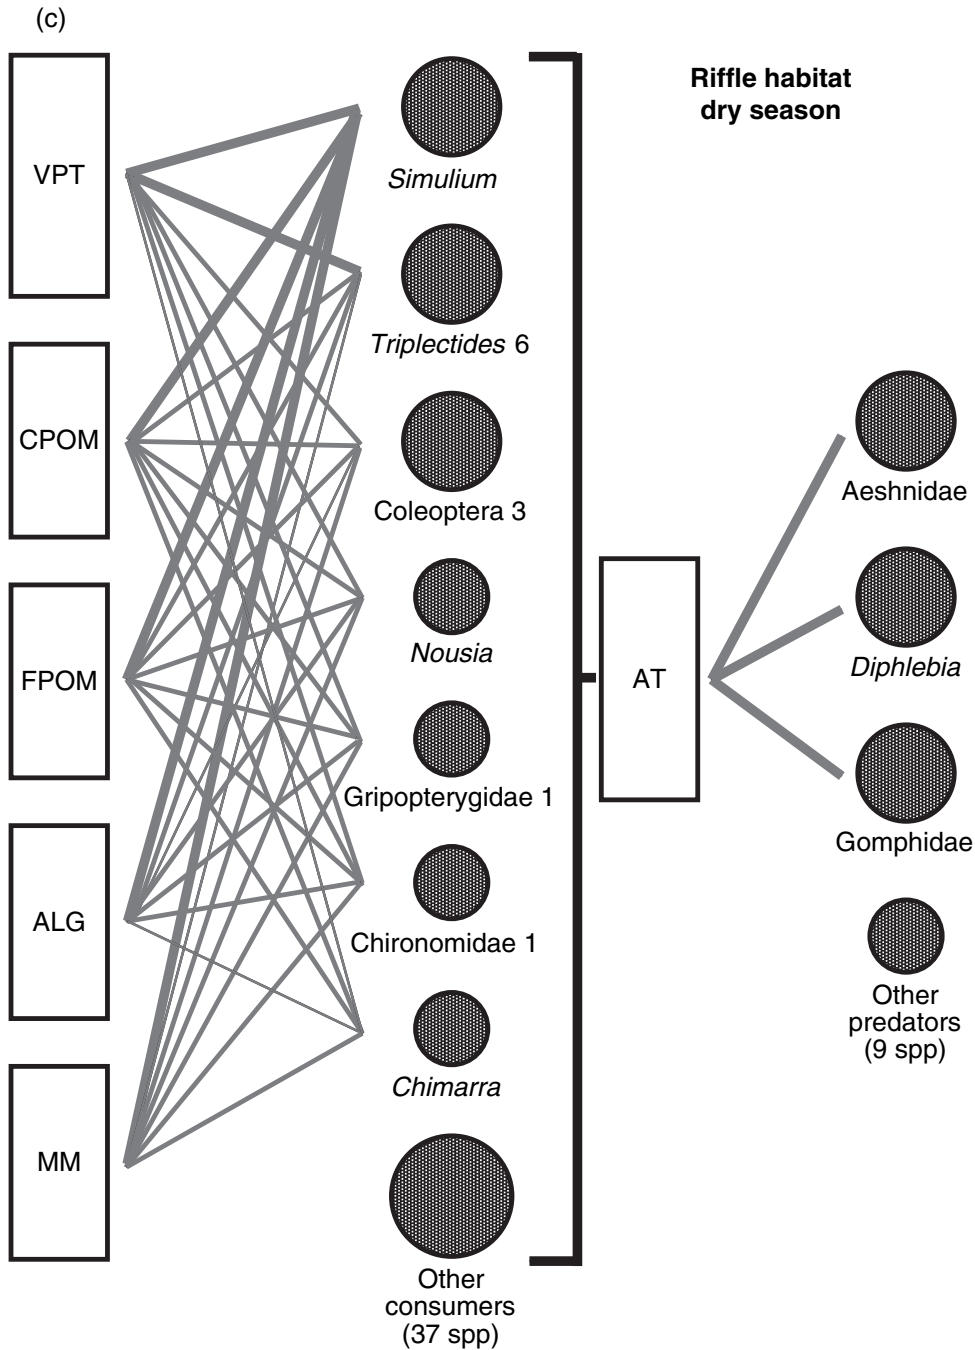 (c)
Riffle habitat
dry season
VPT
CPOM
FPOM
ALG
MM
Simulium
Triplectides 6
Coleoptera 3
Nousia
Gripopterygidae 1
Chironomidae 1
Chimarra
Other
consumers
(37 spp)
AT
Aeshnidae
Diphlebia
Gomphidae
Other
predators
(9 spp)